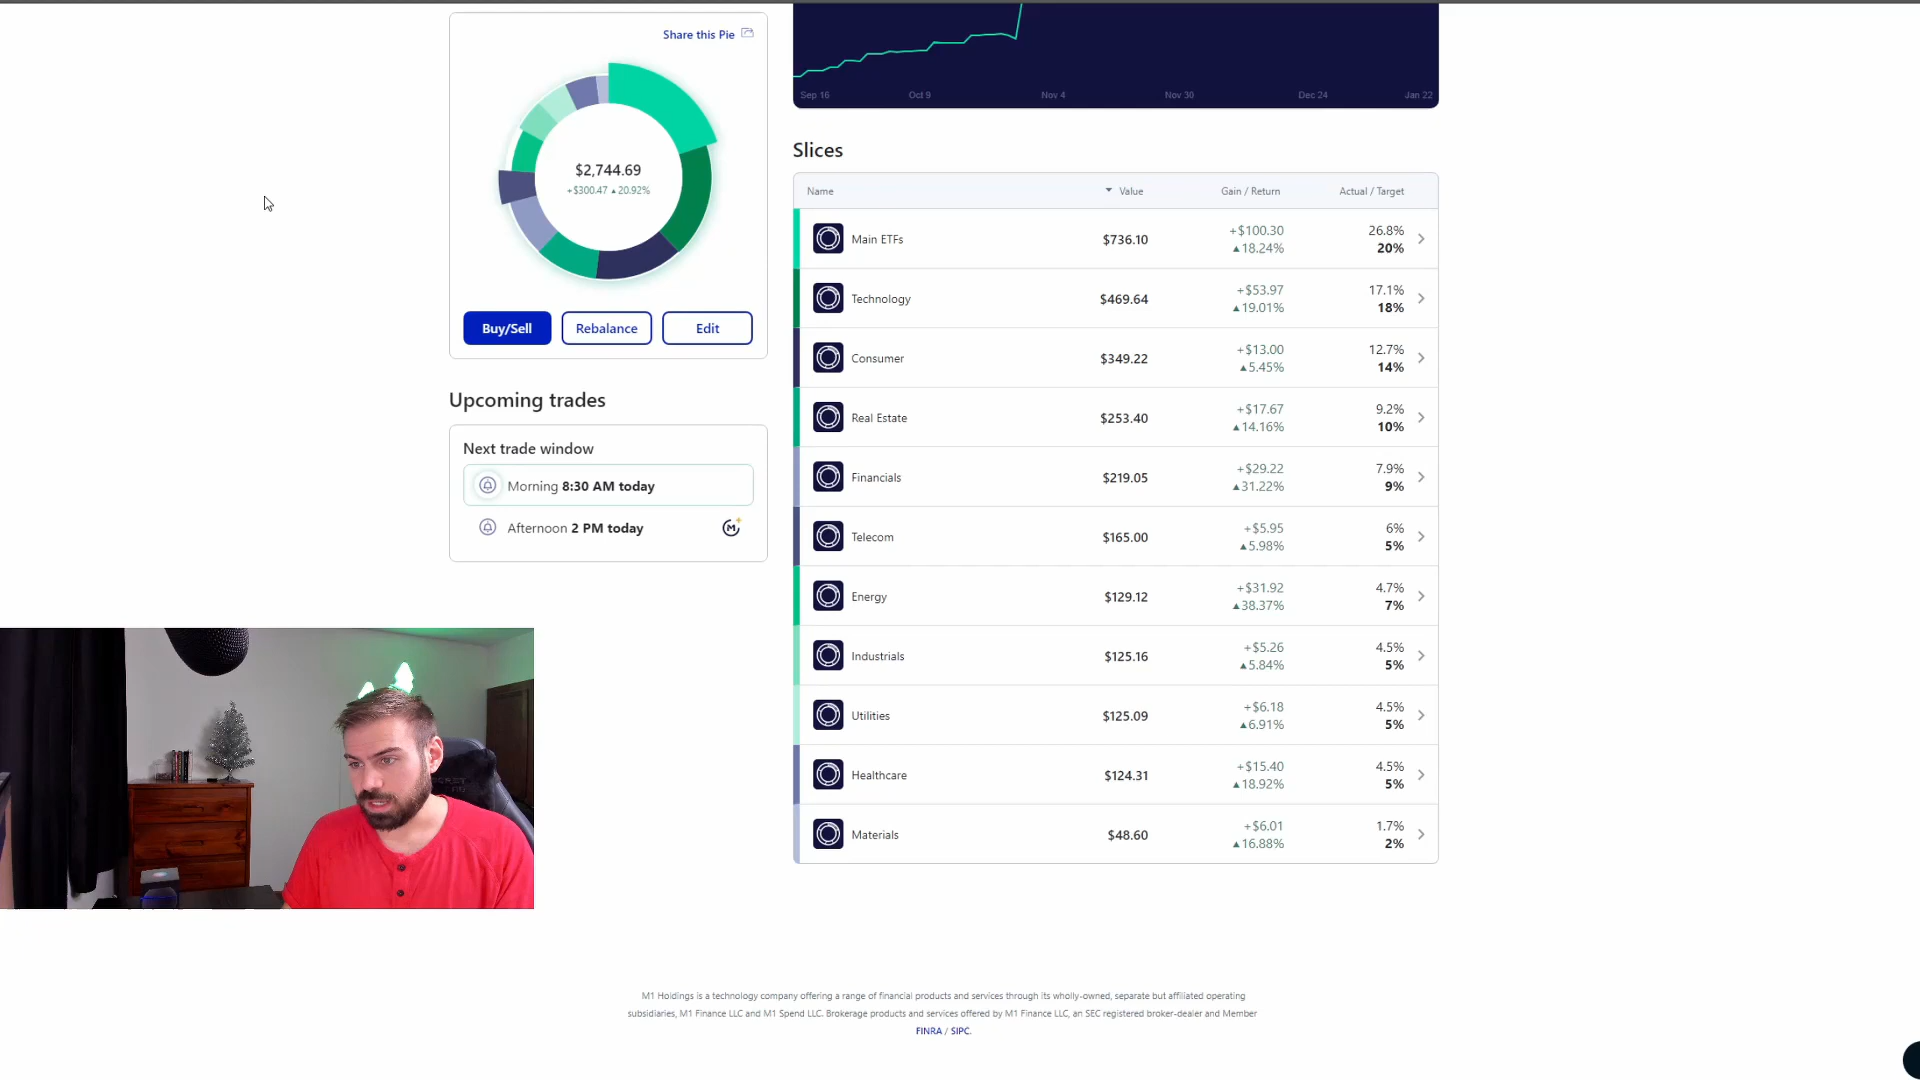 Share this Pie
$2,744.69
+$300.47 ▲ 20.92%
Buy/Sell
Rebalance
Edit
Upcoming trades
Next trade window
Morning 8:30 AM today
Afternoon 2 PM today
Sep 16
Oct 9
Nov 4
Nov 30
Dec 24
Jan 22
Slices
Name
▼ Value
Gain / Return
Actual / Target
Main ETFs
$736.10
+$100.30
▲18.24%
26.8%
20%
Technology
$469.64
+$53.97
▲19.01%
17.1%
18%
Consumer
$349.22
+$13.00
▲5.45%
12.7%
14%
Real Estate
$253.40
+$17.67
▲14.16%
9.2%
10%
Financials
$219.05
+$29.22
▲31.22%
7.9%
9%
Telecom
$165.00
+$5.95
▲5.98%
6%
5%
Energy
$129.12
+$31.92
▲38.37%
4.7%
7%
Industrials
$125.16
+$5.26
▲5.84%
4.5%
5%
Utilities
$125.09
+$6.18
▲6.91%
4.5%
5%
Healthcare
$124.31
+$15.40
▲18.92%
4.5%
5%
Materials
$48.60
+$6.01
▲16.88%
1.7%
2%
M1 Holdings is a technology company offering a range of financial products and services through its wholly-owned, separate but affiliated operating
subsidiaries, M1 Finance LLC and M1 Spend LLC. Brokerage products and services offered by M1 Finance LLC, an SEC registered broker-dealer and Member
FINRA / SIPC.